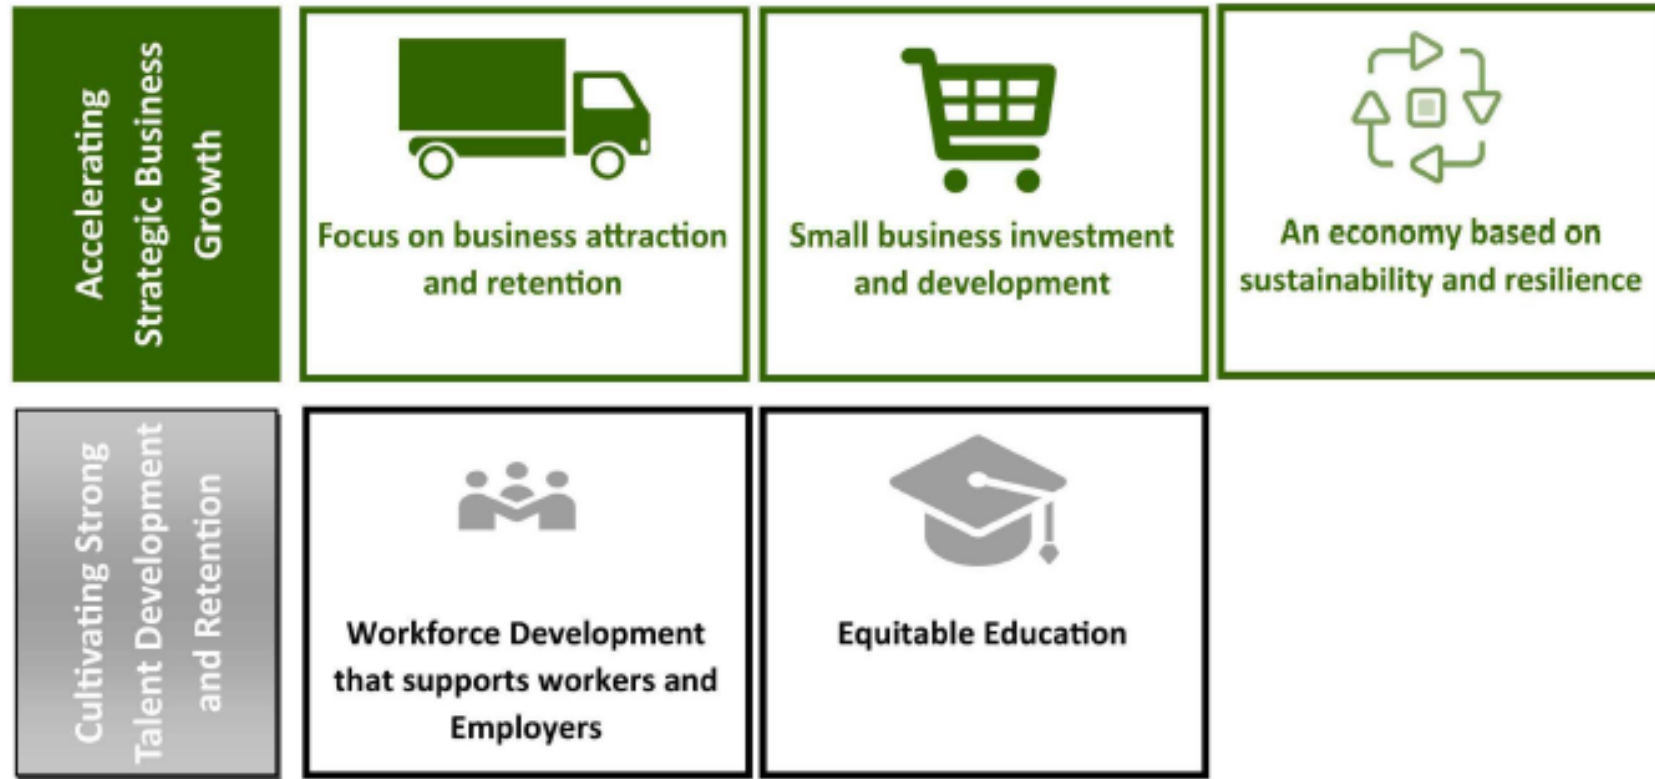 Accelerating
Strategic Business
Growth
Focus on business attraction
and retention
Small business investment
and development
An economy based on
sustainability and resilience
Cultivating Strong
Talent Development
and Retention
Workforce Development
that supports workers and
Employers
Equitable Education